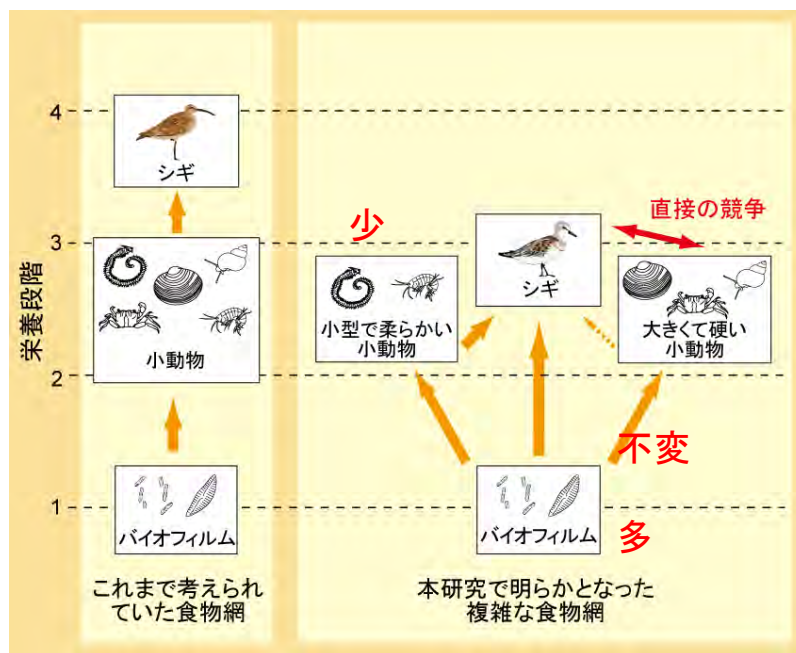 栄養段階
4
3
2
1
シギ
小動物
バイオフィルム
これまで考えられ
ていた食物網
少
直接の競争
シギ
小型で柔らかい
小動物
大きくて硬い
小動物
不変
バイオフィルム
多
本研究で明らかとなった
複雑な食物網